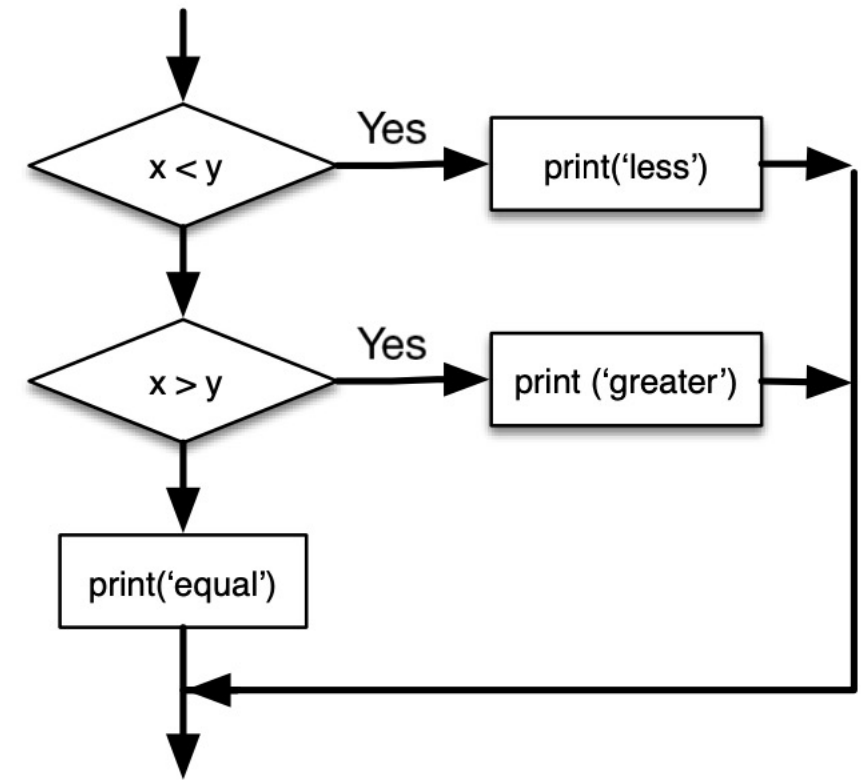 Yes
x < y
print(‘less’)
Yes
x > y
print (‘greater’)
print(‘equal’)